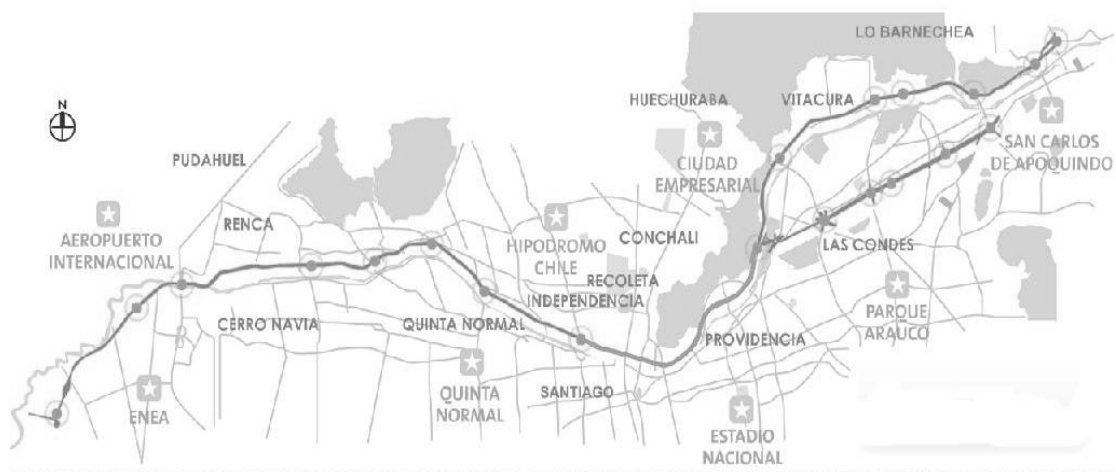 LO BARNECHEA
HUECHURABA
VITACURA
N
SAN CARLOS
DE APOQUINDO
PUDAHUEL
CIUDAD
EMPRESARIAL
RENCA
AEROPUERTO
INTERNACIONAL
HIPODROMO
CHILE
CONCHALI
LAS CONDES
RECOLETA
INDEPENDENCIA
PARQUE
ARAUCO
CERRO NAVIA
QUINTA NORMAL
PROVIDENCIA
QUINTA
NORMAL
SANTIAGO
ENEA
ESTADIO
NACIONAL